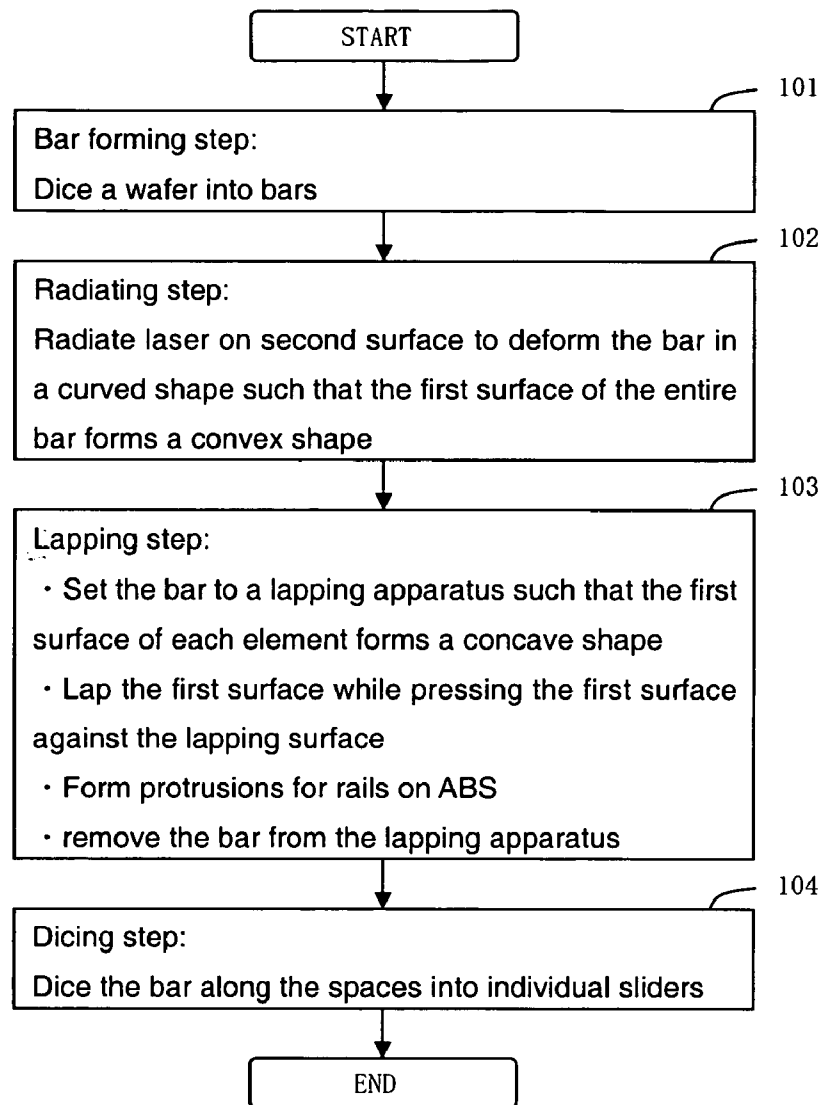 START
101
Bar forming step:
Dice a wafer into bars
102
Radiating step:
Radiate laser on second surface to deform the bar in
a curved shape such that the first surface of the entire
bar forms a convex shape
103
Lapping step:
・Set the bar to a lapping apparatus such that the first
surface of each element forms a concave shape
・Lap the first surface while pressing the first surface
against the lapping surface
・Form protrusions for rails on ABS
・remove the bar from the lapping apparatus
104
Dicing step:
Dice the bar along the spaces into individual sliders
END